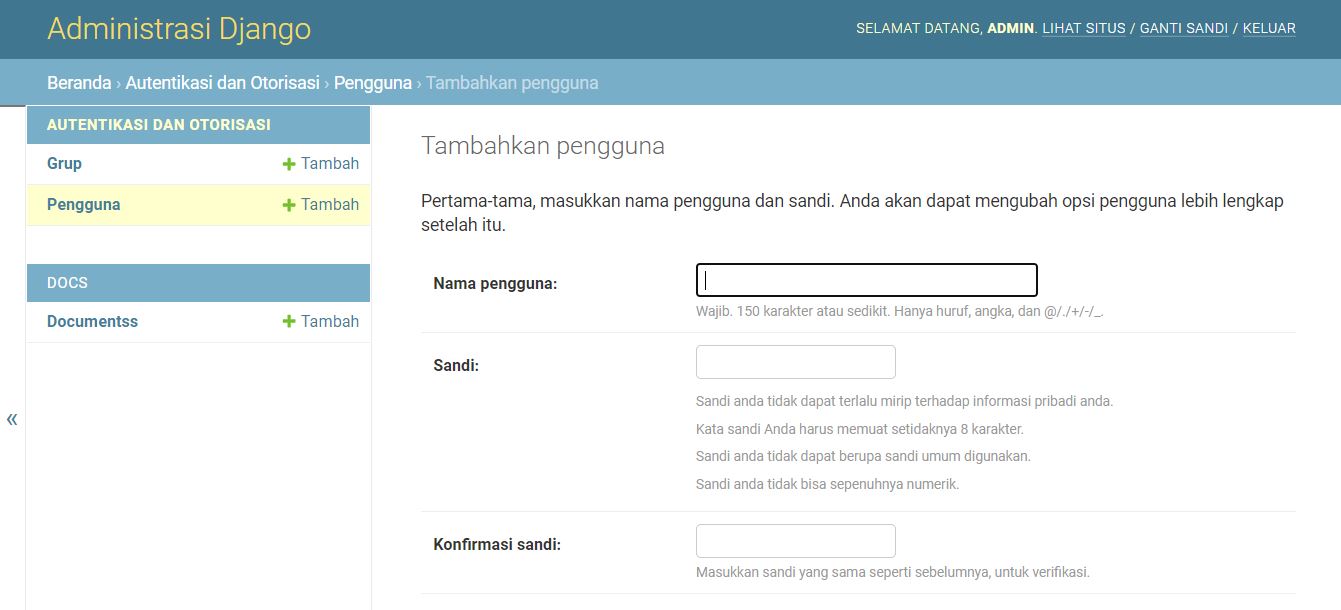 Administrasi Django
SELAMAT DATANG, ADMIN. LIHAT SITUS / GANTI SANDI / KELUAR
Beranda › Autentikasi dan Otorisasi › Pengguna › Tambahkan pengguna
AUTENTIKASI DAN OTORISASI
Grup + Tambah
Pengguna + Tambah
DOCS
Documentss + Tambah
«
Tambahkan pengguna
Pertama-tama, masukkan nama pengguna dan sandi. Anda akan dapat mengubah opsi pengguna lebih lengkap
setelah itu.
Nama pengguna:
Wajib. 150 karakter atau sedikit. Hanya huruf, angka, dan @/./+/-/_.
Sandi:
Sandi anda tidak dapat terlalu mirip terhadap informasi pribadi anda.
Kata sandi Anda harus memuat setidaknya 8 karakter.
Sandi anda tidak dapat berupa sandi umum digunakan.
Sandi anda tidak bisa sepenuhnya numerik.
Konfirmasi sandi:
Masukkan sandi yang sama seperti sebelumnya, untuk verifikasi.